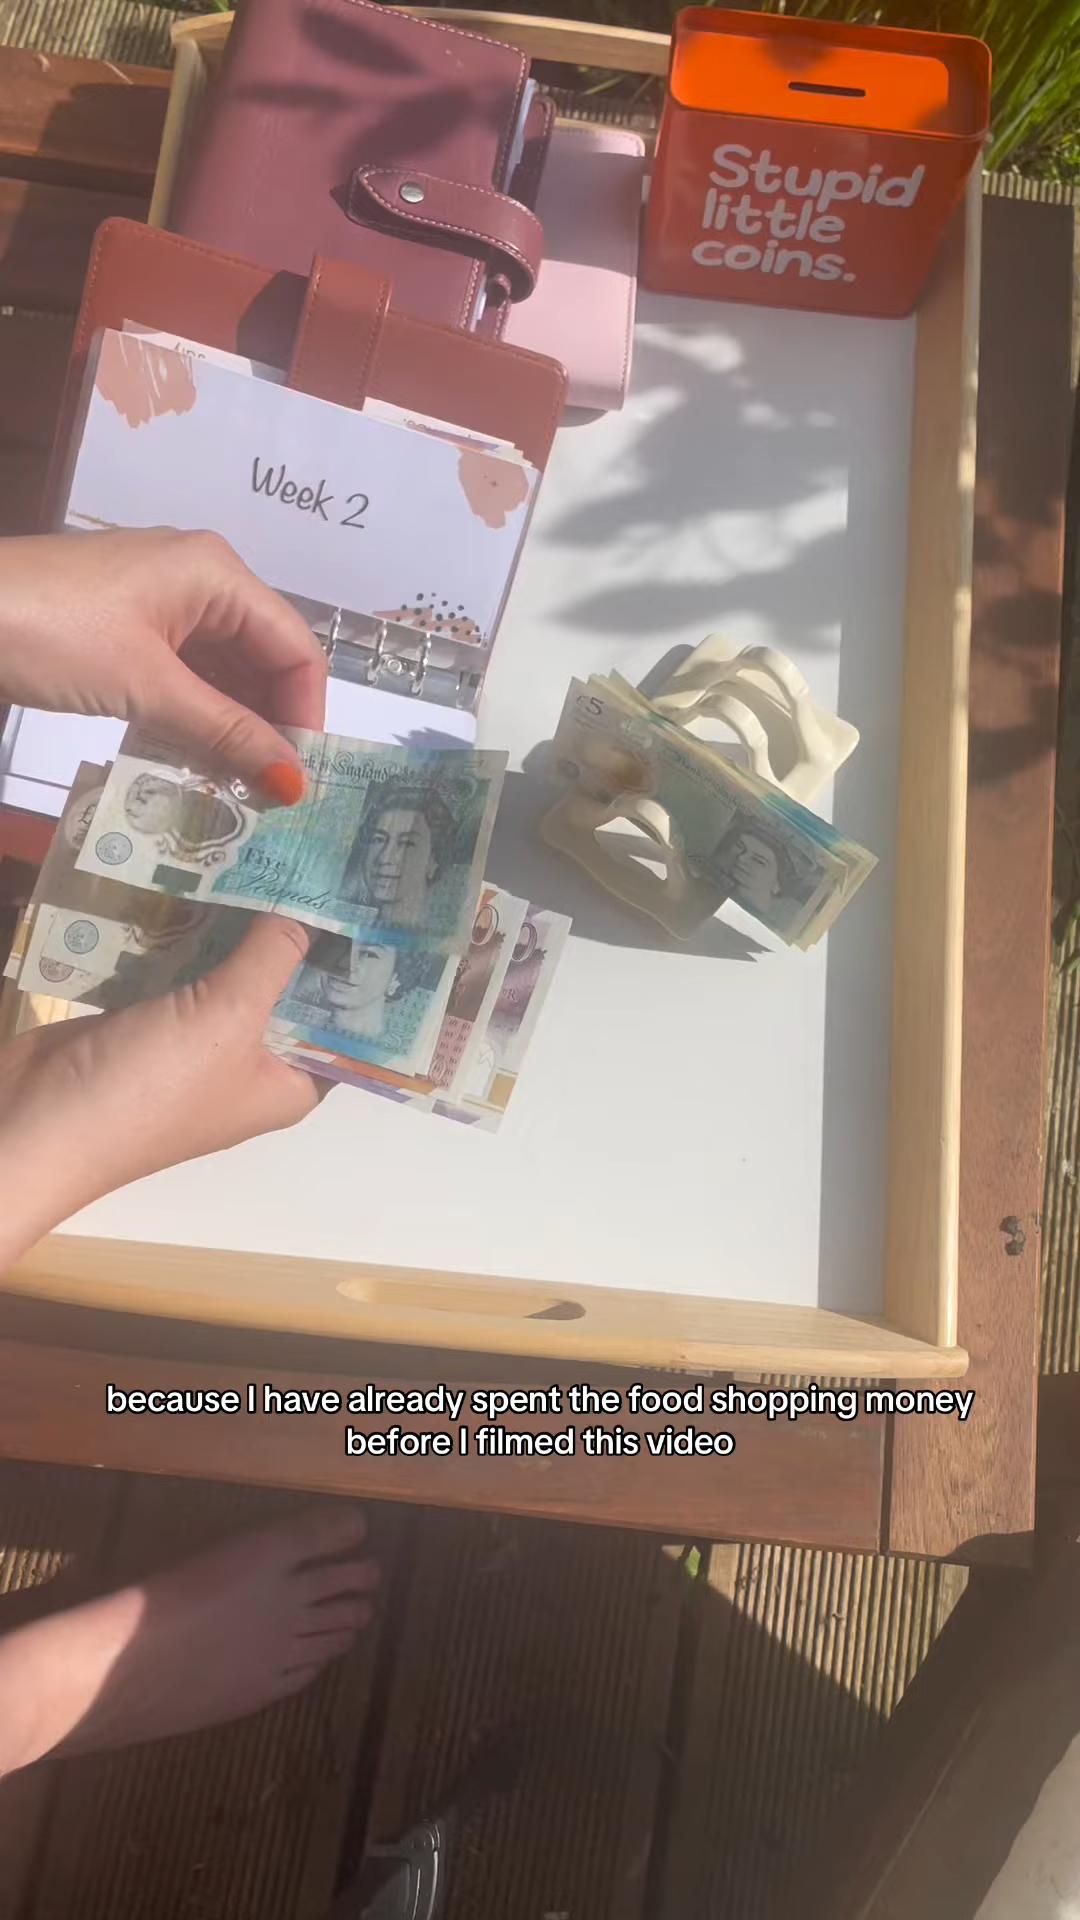 Stupid
little
coins.
Week 2
£5
Bank of England
Five
Pounds
because I have already spent the food shopping money
before I filmed this video